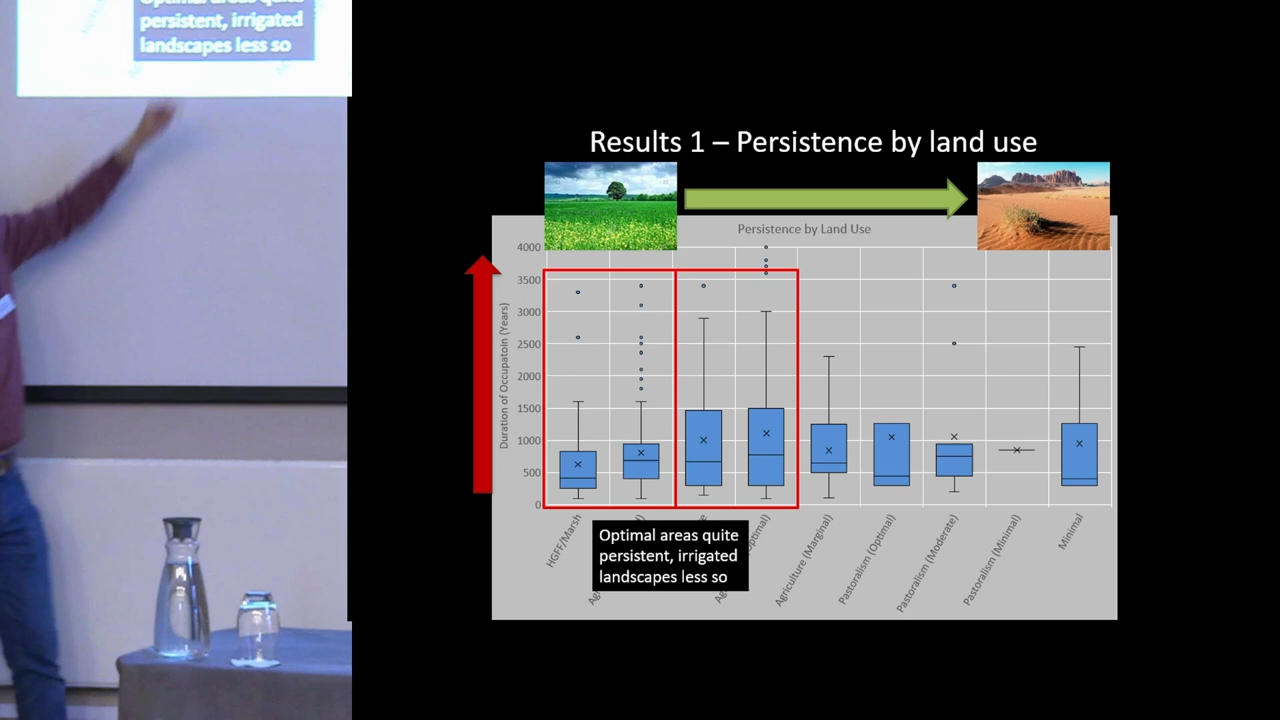 Optimal areas quite
persistent, irrigated
landscapes less so
Results 1 – Persistence by land use
Persistence by Land Use
Duration of Occupatoin (Years)
4000
3500
3000
2500
2000
1500
1000
500
0
HGFF/Marsh
Agriculture (Marginal)
Pastoralism (Optimal)
Pastoralism (Moderate)
Pastoralism (Minimal)
Minimal
Optimal areas quite
persistent, irrigated
landscapes less so